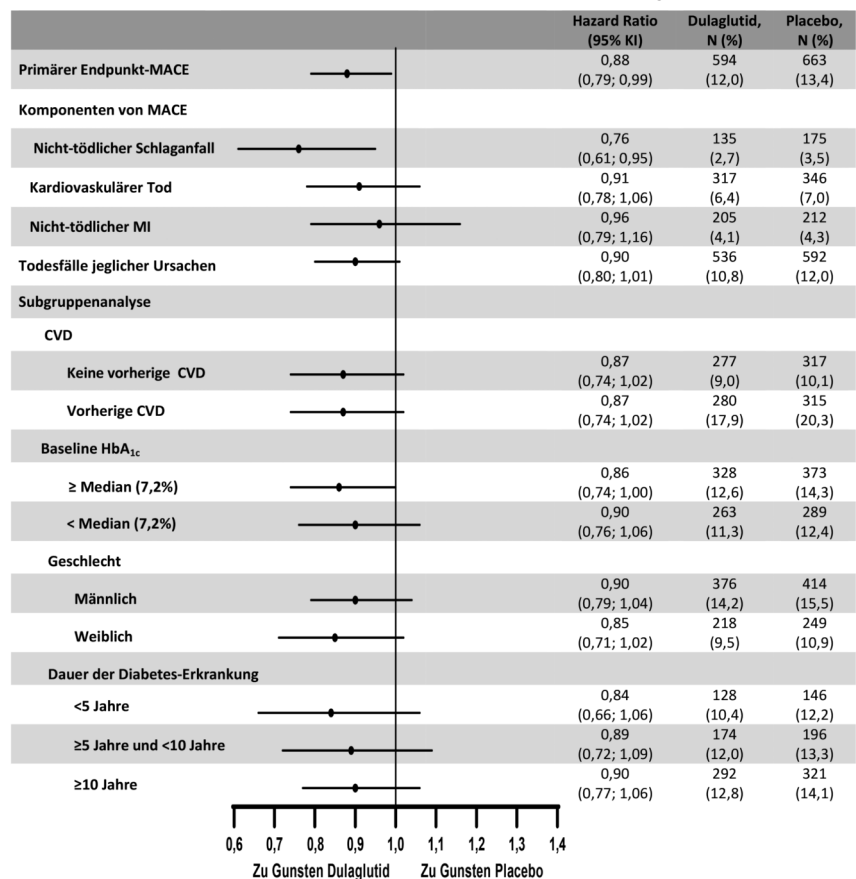 Hazard Ratio Dulaglutid, Placebo,
(95% KI) N (%) N (%)
Primärer Endpunkt-MACE 0,88 594 663
(0,79; 0,99) (12,0) (13,4)
Komponenten von MACE
Nicht-tödlicher Schlaganfall 0,76 135 175
(0,61; 0,95) (2,7) (3,5)
Kardiovaskulärer Tod 0,91 317 346
(0,78; 1,06) (6,4) (7,0)
Nicht-tödlicher MI 0,96 205 212
(0,79; 1,16) (4,1) (4,3)
Todesfälle jeglicher Ursachen 0,90 536 592
(0,80; 1,01) (10,8) (12,0)
Subgruppenanalyse
CVD
Keine vorherige CVD 0,87 277 317
(0,74; 1,02) (9,0) (10,1)
Vorherige CVD 0,87 280 315
(0,74; 1,02) (17,9) (20,3)
Baseline HbA1c
≥ Median (7,2%) 0,86 328 373
(0,74; 1,00) (12,6) (14,3)
< Median (7,2%) 0,90 263 289
(0,76; 1,06) (11,3) (12,4)
Geschlecht
Männlich 0,90 376 414
(0,79; 1,04) (14,2) (15,5)
Weiblich 0,85 218 249
(0,71; 1,02) (9,5) (10,9)
Dauer der Diabetes-Erkrankung
<5 Jahre 0,84 128 146
(0,66; 1,06) (10,4) (12,2)
≥5 Jahre und <10 Jahre 0,89 174 196
(0,72; 1,09) (12,0) (13,3)
≥10 Jahre 0,90 292 321
(0,77; 1,06) (12,8) (14,1)
0,6 0,7 0,8 0,9 1,0 1,1 1,2 1,3 1,4
Zu Gunsten Dulaglutid Zu Gunsten Placebo